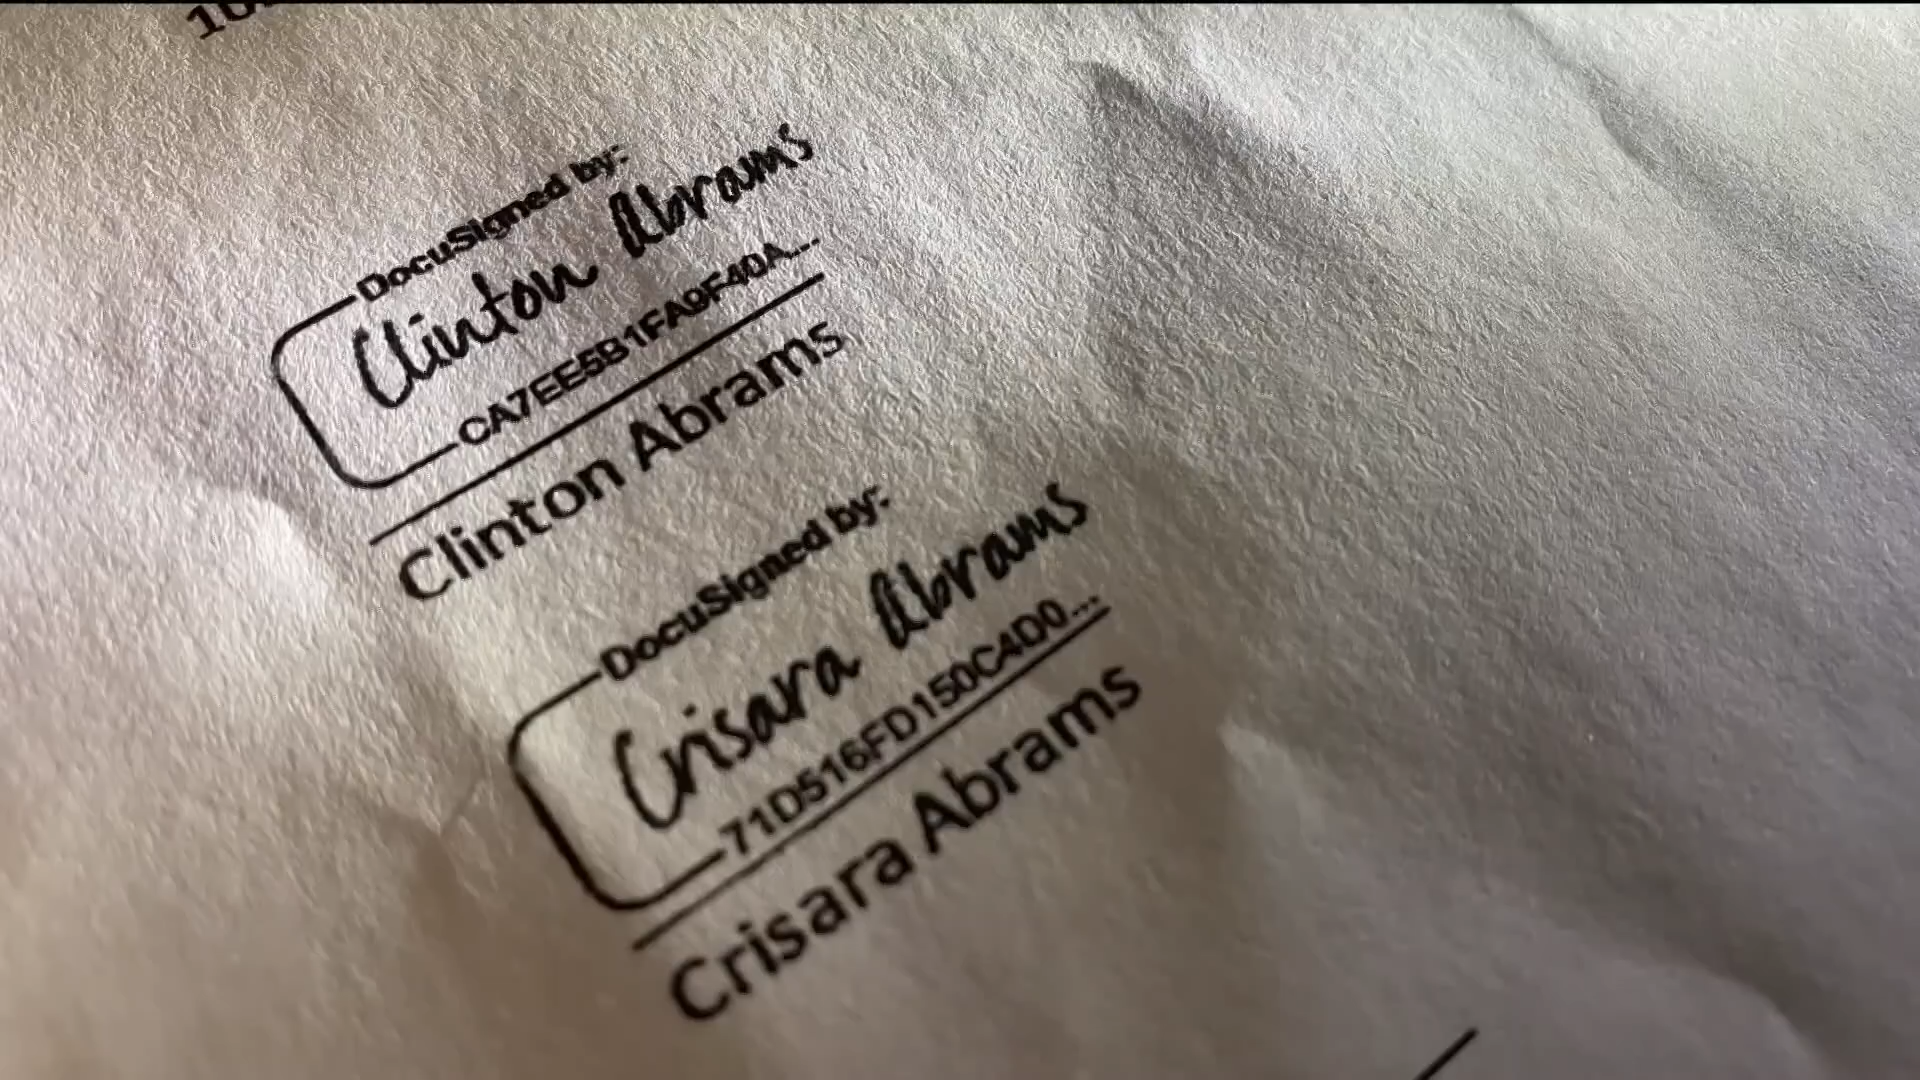 DocuSigned by:
Clinton Abrams
CA7EE5B1FA9F40A...
Clinton Abrams
DocuSigned by:
Crisara Abrams
71D516FD150C4D0...
Crisara Abrams